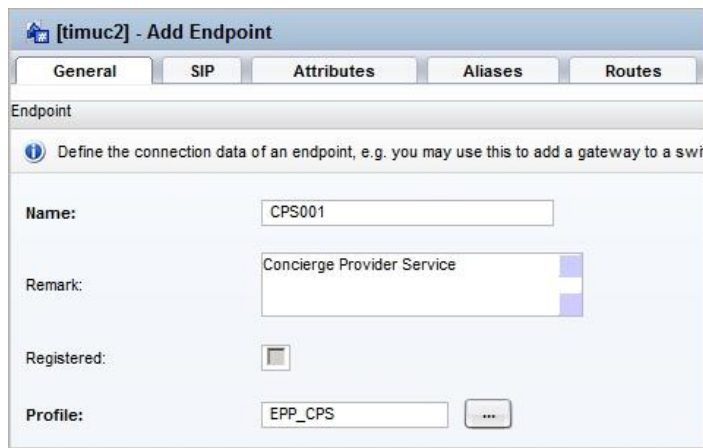 [timuc2] - Add Endpoint
General SIP Attributes Aliases Routes
Endpoint
Define the connection data of an endpoint, e.g. you may use this to add a gateway to a swi
Name: CPS001
Remark: Concierge Provider Service
Registered:
Profile: EPP_CPS ...